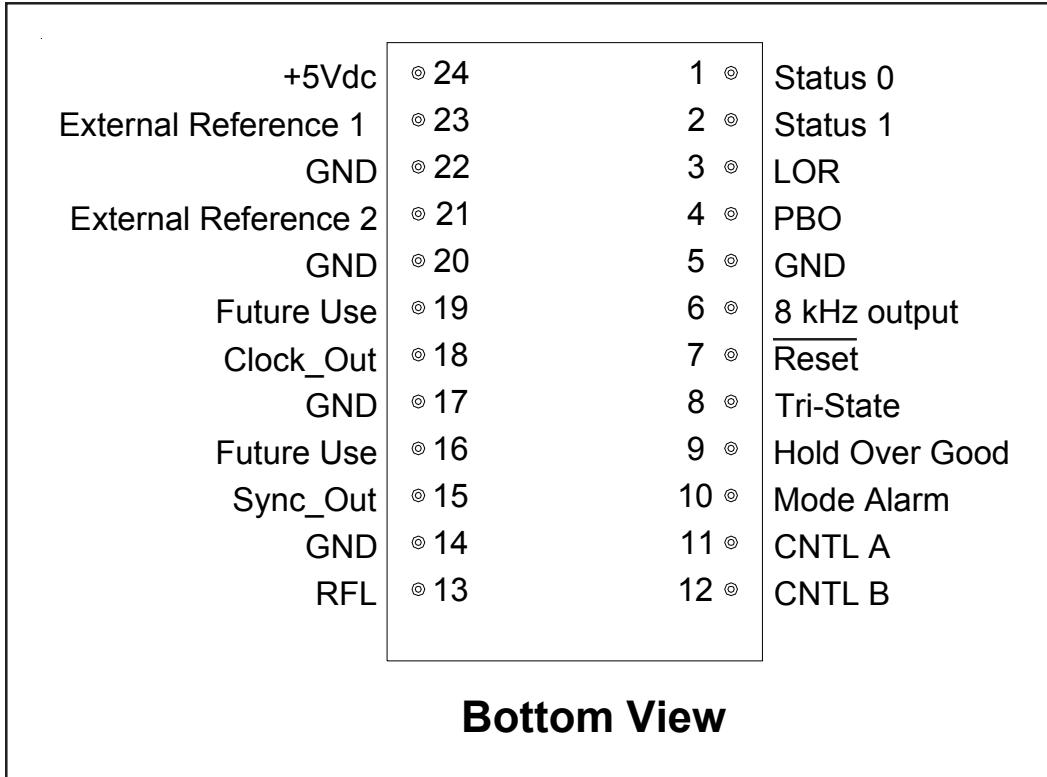 +5Vdc 24 1 Status 0
External Reference 1 23 2 Status 1
GND 22 3 LOR
External Reference 2 21 4 PBO
GND 20 5 GND
Future Use 19 6 8 kHz output
Clock_Out 18 7 Reset
GND 17 8 Tri-State
Future Use 16 9 Hold Over Good
Sync_Out 15 10 Mode Alarm
GND 14 11 CNTL A
RFL 13 12 CNTL B
Bottom View